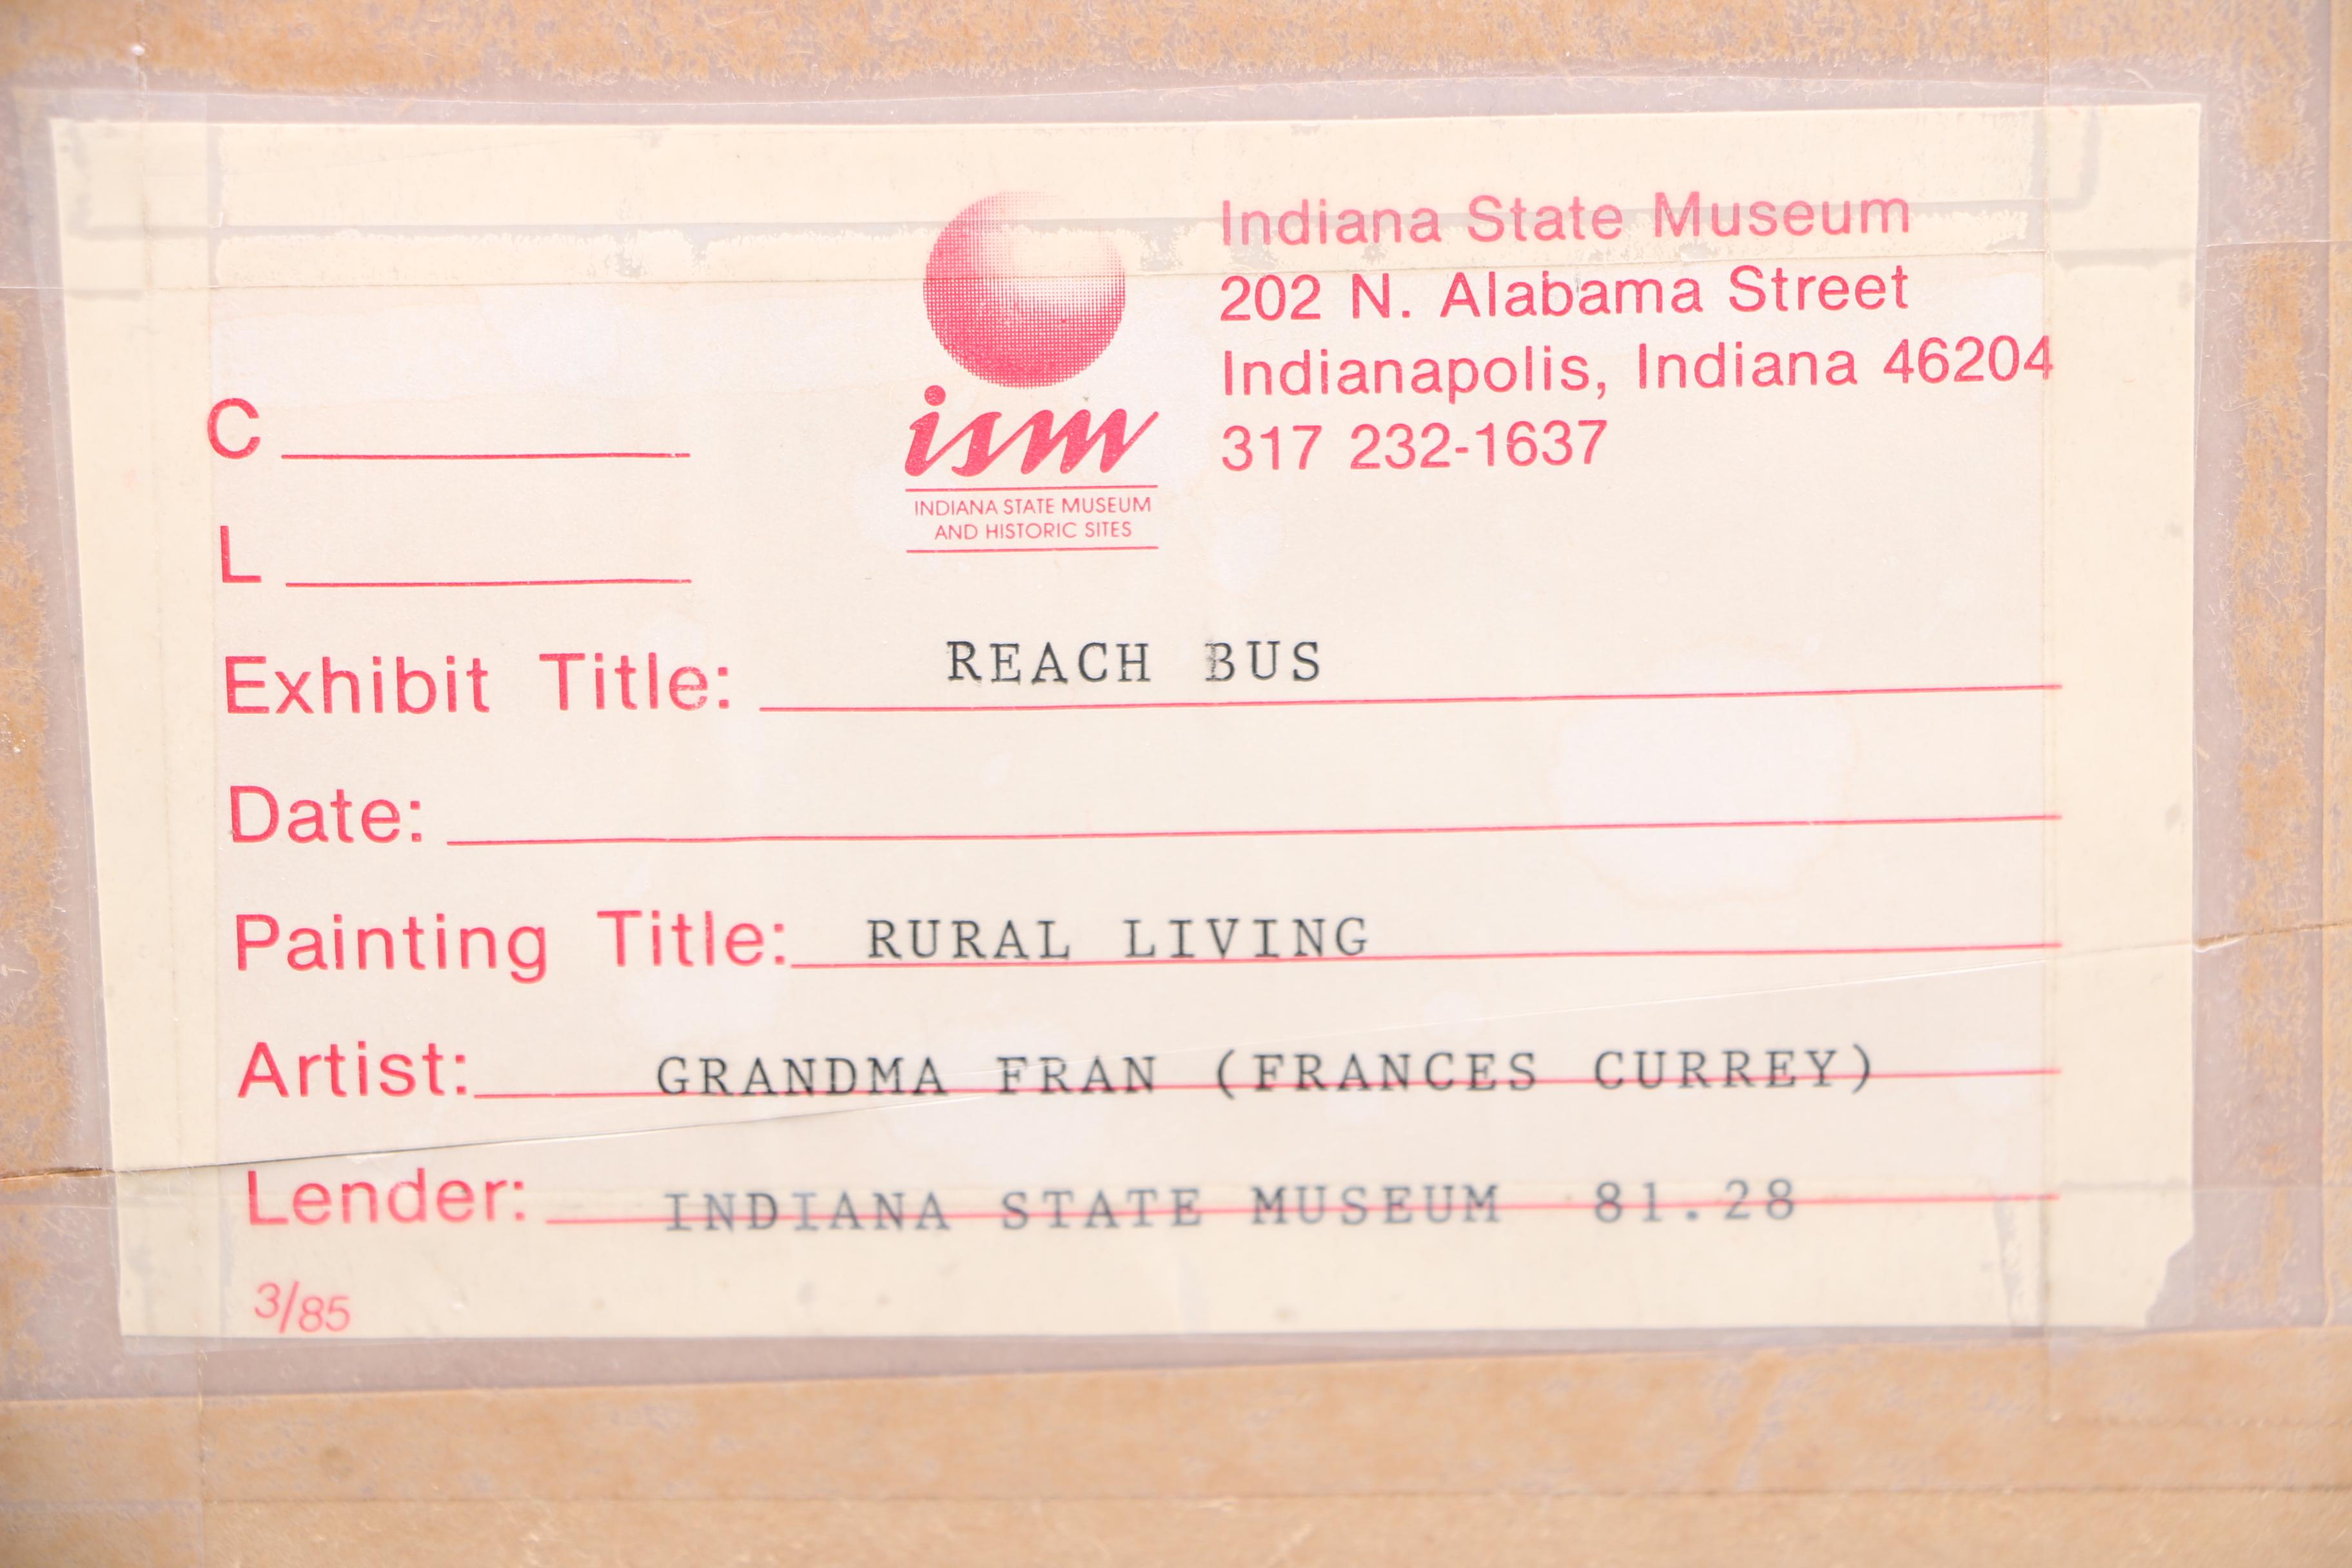 Indiana State Museum
202 N. Alabama Street
Indianapolis, Indiana 46204
317 232-1637
ism
INDIANA STATE MUSEUM
AND HISTORIC SITES
C
L
Exhibit Title: REACH BUS
Date:
Painting Title: RURAL LIVING
Artist: GRANDMA FRAN (FRANCES CURREY)
Lender: INDIANA STATE MUSEUM 81.28
3/85